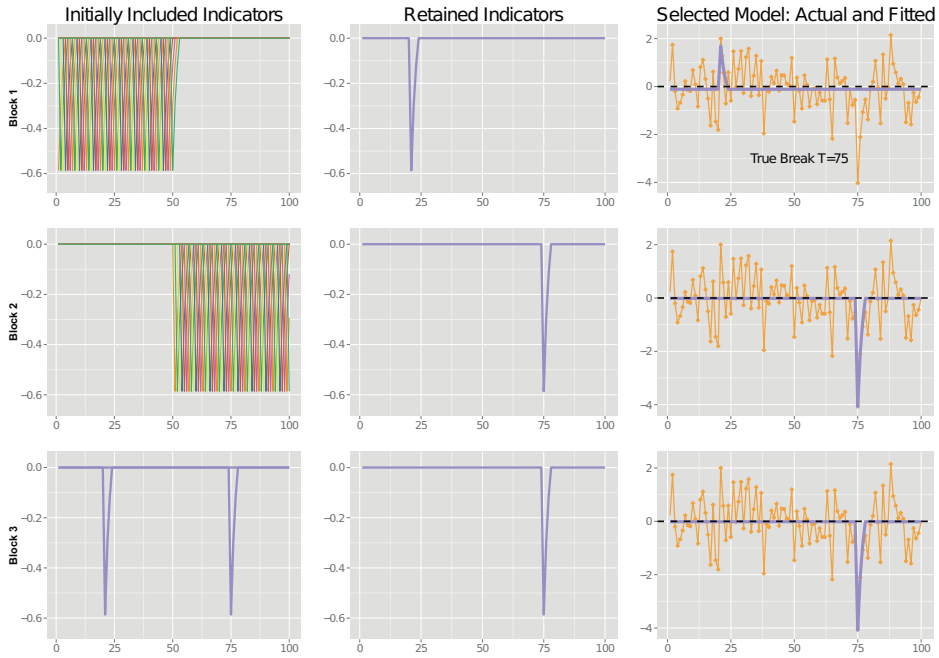 Initially Included Indicators
Retained Indicators
Selected Model: Actual and Fitted
Block 1
0.0
−0.2
−0.4
−0.6
0 25 50 75 100
0.0
−0.2
−0.4
−0.6
0 25 50 75 100
2
0
−2
−4
True Break T=75
0 25 50 75 100
Block 2
0.0
−0.2
−0.4
−0.6
0 25 50 75 100
0.0
−0.2
−0.4
−0.6
0 25 50 75 100
2
0
−2
−4
0 25 50 75 100
Block 3
0.0
−0.2
−0.4
−0.6
0 25 50 75 100
0.0
−0.2
−0.4
−0.6
0 25 50 75 100
2
0
−2
−4
0 25 50 75 100